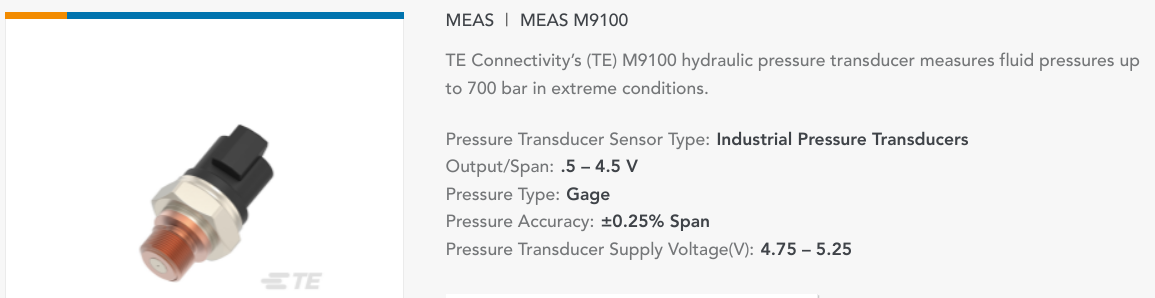 MEAS | MEAS M9100
TE Connectivity's (TE) M9100 hydraulic pressure transducer measures fluid pressures up
to 700 bar in extreme conditions.
Pressure Transducer Sensor Type: Industrial Pressure Transducers
Output/Span: .5 – 4.5 V
Pressure Type: Gage
Pressure Accuracy: ±0.25% Span
Pressure Transducer Supply Voltage(V): 4.75 – 5.25
TE